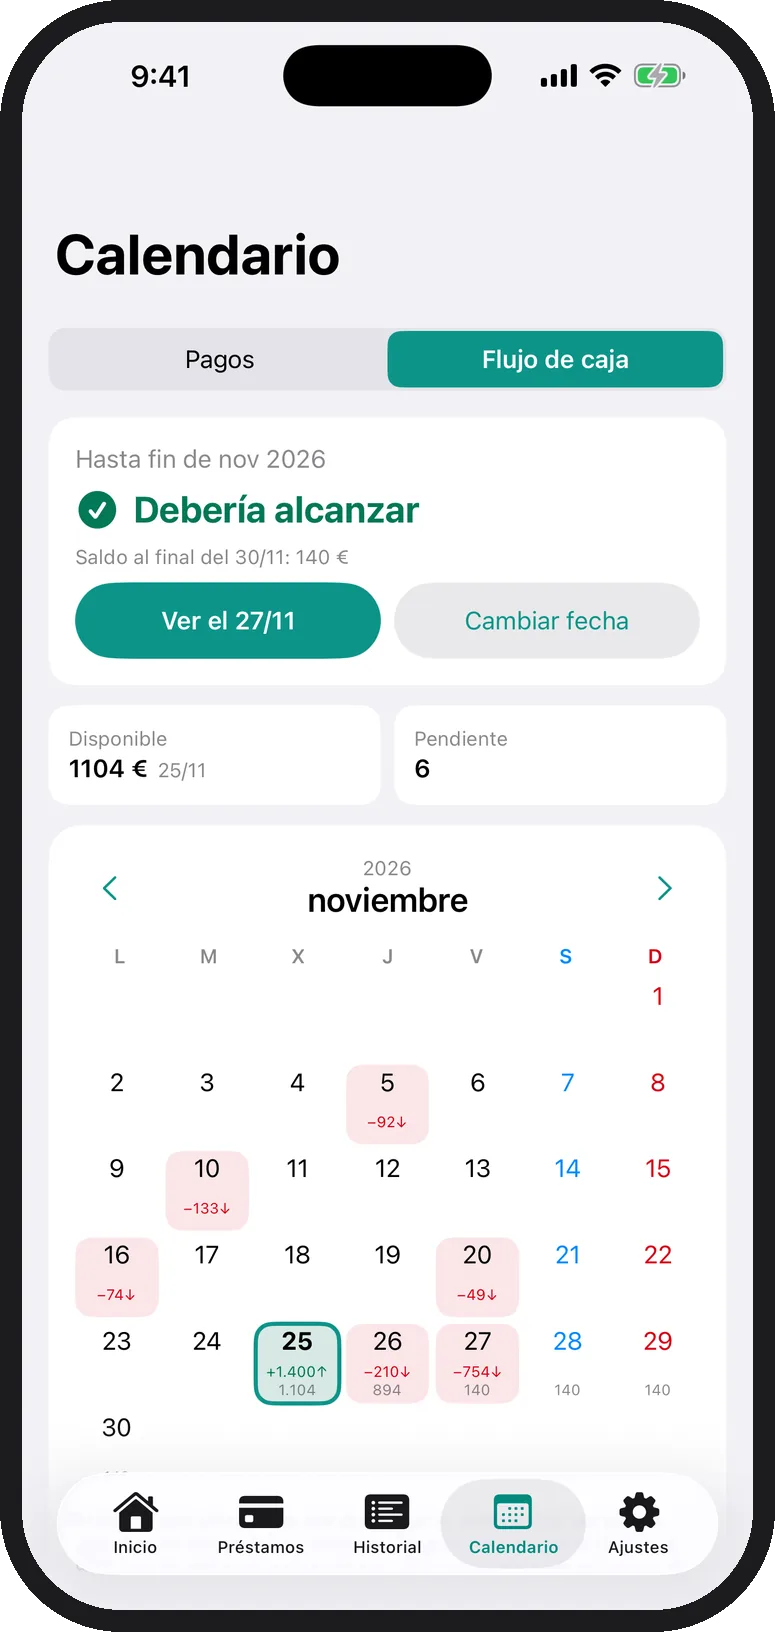 9:41
Calendario
Pagos
Flujo de caja
Hasta fin de nov 2026
Debería alcanzar
Saldo al final del 30/11: 140 €
Ver el 27/11
Cambiar fecha
Disponible
1104 € 25/11
Pendiente
6
2026
noviembre
L M X J V S D
1
2 3 4 5 6 7 8
−92↓
9 10 11 12 13 14 15
−133↓
16 17 18 19 20 21 22
−74↓ −49↓
23 24 25 26 27 28 29
+1.400↑ −210↓ −754↓
1.104 894 140 140 140
30
Inicio
Préstamos
Historial
Calendario
Ajustes